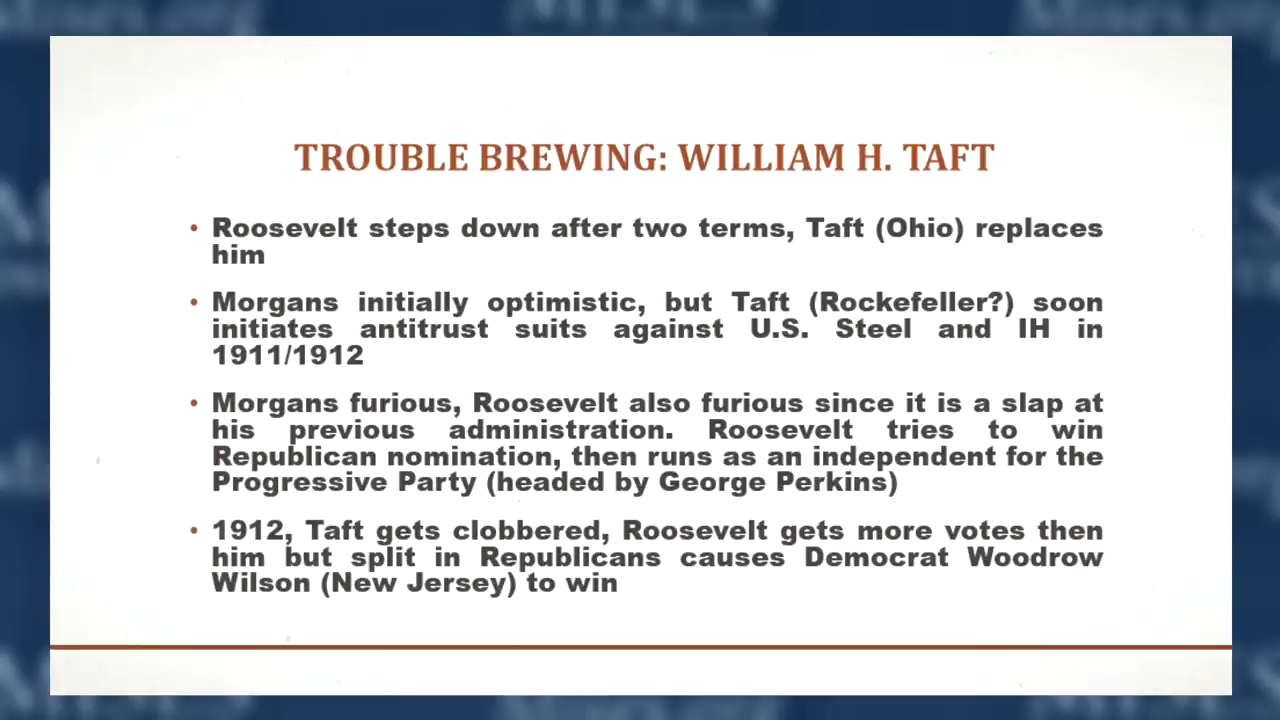 TROUBLE BREWING: WILLIAM H. TAFT
• Roosevelt steps down after two terms, Taft (Ohio) replaces
him
• Morgans initially optimistic, but Taft (Rockefeller?) soon
initiates antitrust suits against U.S. Steel and IH in
1911/1912
• Morgans furious, Roosevelt also furious since it is a slap at
his previous administration. Roosevelt tries to win
Republican nomination, then runs as an independent for the
Progressive Party (headed by George Perkins)
• 1912, Taft gets clobbered, Roosevelt gets more votes then
him but split in Republicans causes Democrat Woodrow
Wilson (New Jersey) to win